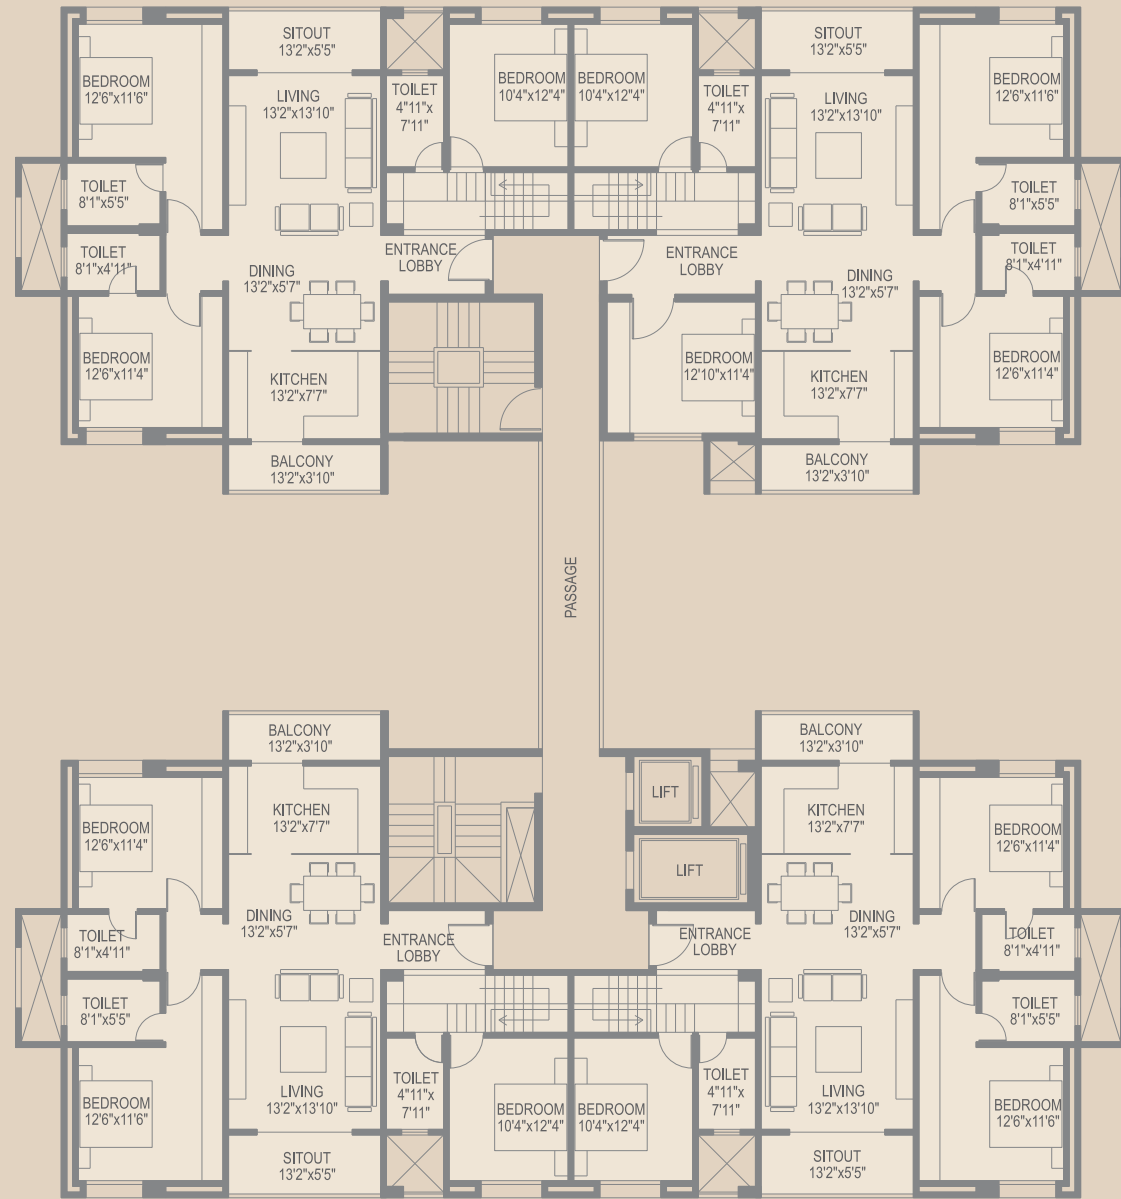 SITOUT
13'2"x5'5"
SITOUT
13'2"x5'5"
BEDROOM
12'6"x11'6"
LIVING
13'2"x13'10"
TOILET
4"11"x
7'11"
BEDROOM
10'4"x12'4"
BEDROOM
10'4"x12'4"
TOILET
4"11"x
7'11"
LIVING
13'2"x13'10"
BEDROOM
12'6"x11'6"
TOILET
8'1"x5'5"
TOILET
8'1"x5'5"
TOILET
8'1"x4'11"
ENTRANCE
LOBBY
ENTRANCE
LOBBY
TOILET
8'1"x4'11"
DINING
13'2"x5'7"
DINING
13'2"x5'7"
BEDROOM
12'6"x11'4"
KITCHEN
13'2"x7'7"
BEDROOM
12'10"x11'4"
KITCHEN
13'2"x7'7"
BEDROOM
12'6"x11'4"
BALCONY
13'2"x3'10"
BALCONY
13'2"x3'10"
PASSAGE
BALCONY
13'2"x3'10"
BALCONY
13'2"x3'10"
LIFT
BEDROOM
12'6"x11'4"
KITCHEN
13'2"x7'7"
KITCHEN
13'2"x7'7"
BEDROOM
12'6"x11'4"
LIFT
DINING
13'2"x5'7"
DINING
13'2"x5'7"
TOILET
8'1"x4'11"
ENTRANCE
LOBBY
ENTRANCE
LOBBY
TOILET
8'1"x4'11"
TOILET
8'1"x5'5"
TOILET
8'1"x5'5"
BEDROOM
12'6"x11'6"
LIVING
13'2"x13'10"
TOILET
4"11"x
7'11"
BEDROOM
10'4"x12'4"
BEDROOM
10'4"x12'4"
TOILET
4"11"x
7'11"
LIVING
13'2"x13'10"
BEDROOM
12'6"x11'6"
SITOUT
13'2"x5'5"
SITOUT
13'2"x5'5"